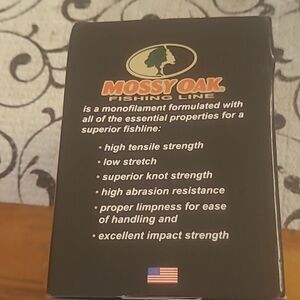 MOSSY OAK
FISHING LINE
is a monofilament formulated with
all of the essential properties for a
superior fishline:
• high tensile strength
• low stretch
• superior knot strength
• high abrasion resistance
• proper limpness for ease
of handling and
• excellent impact strength